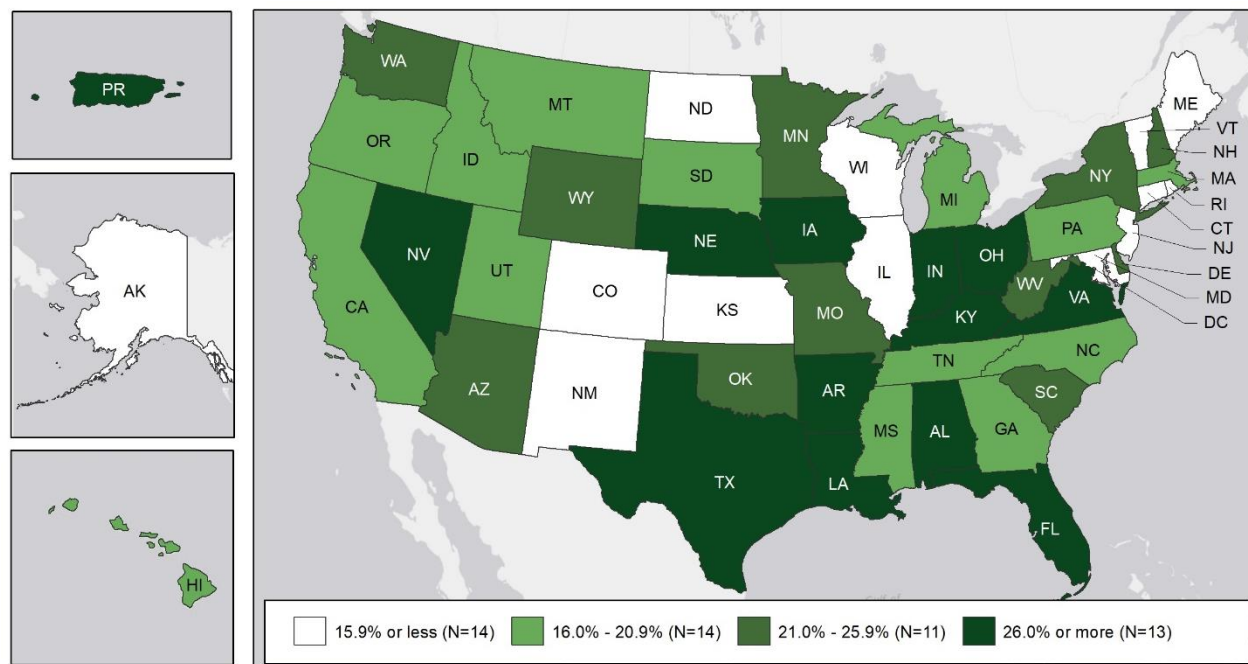 PR
AK
HI
WA
OR
CA
NV
ID
MT
WY
UT
AZ
CO
NM
ND
SD
NE
KS
OK
TX
MN
IA
MO
AR
LA
WI
IL
MI
IN
OH
KY
TN
MS
AL
GA
FL
SC
NC
VA
WV
PA
NY
ME
VT
NH
MA
RI
CT
NJ
DE
MD
DC
15.9% or less (N=14)
16.0% - 20.9% (N=14)
21.0% - 25.9% (N=11)
26.0% or more (N=13)